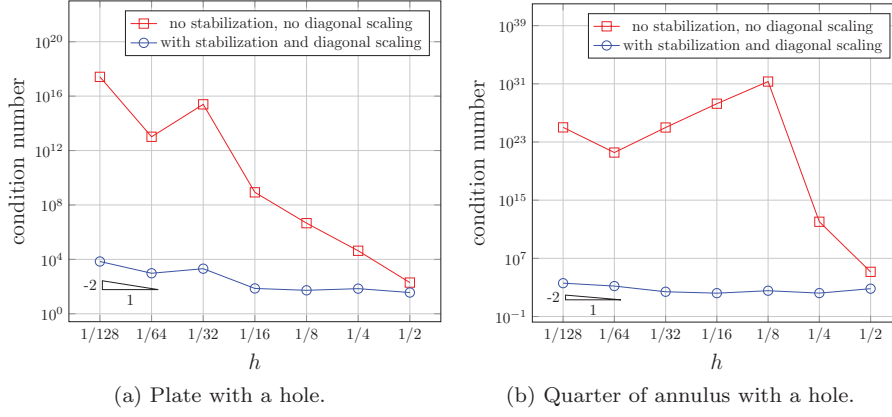 no stabilization, no diagonal scaling
with stabilization and diagonal scaling
condition number
10^20
10^16
10^12
10^8
10^4
10^0
-2
1
1/128 1/64 1/32 1/16 1/8 1/4 1/2
h
(a) Plate with a hole.
no stabilization, no diagonal scaling
with stabilization and diagonal scaling
condition number
10^39
10^31
10^23
10^15
10^7
10^-1
-2
1
1/128 1/64 1/32 1/16 1/8 1/4 1/2
h
(b) Quarter of annulus with a hole.